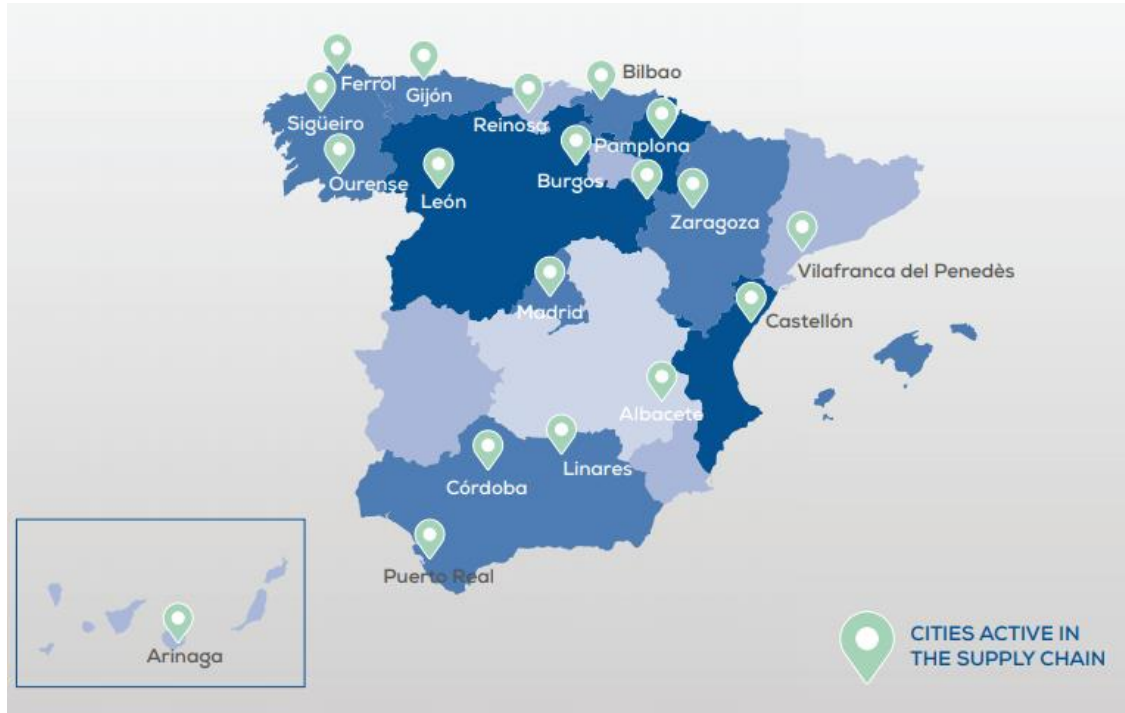 Bilbao
Ferrol
Gijón
Reinosa
Sigüeiro
Pamplona
Ourense
León
Burgos
Zaragoza
Vilafranca del Penedès
Madrid
Castellón
Albacete
Linares
Córdoba
Puerto Real
Arinaga
CITIES ACTIVE IN
THE SUPPLY CHAIN